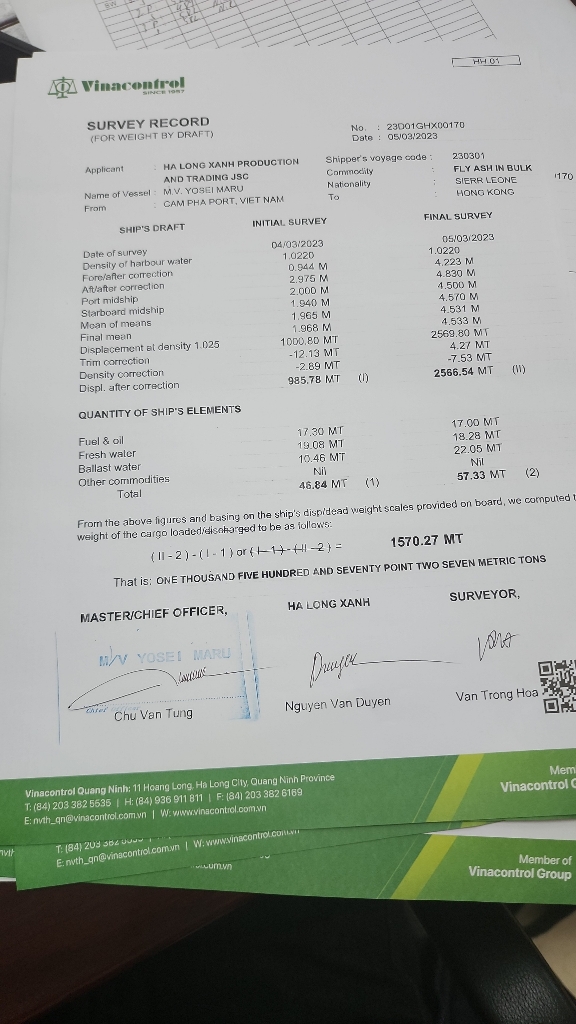 HH 01
Vinacontrol
SINCE 1957
SURVEY RECORD
(FOR WEIGHT BY DRAFT)
No. : 23D01GHX00170
Date : 05/03/2023
Applicant : HA LONG XANH PRODUCTION AND TRADING JSC
Name of Vessel : M.V. YOSEI MARU
From : CAM PHA PORT, VIET NAM
Shipper's voyage code : 230301
Commodity : FLY ASH IN BULK
Nationality : SIERR LEONE
To : HONG KONG
170
SHIP'S DRAFT INITIAL SURVEY FINAL SURVEY
Date of survey 04/03/2023 05/03/2023
Density of harbour water 1.0220 1.0220
Fore/after correction 0.944 M 4.223 M
Aft/after correction 2.975 M 4.830 M
Port midship 2.000 M 4.500 M
Starboard midship 1.940 M 4.570 M
Mean of means 1.965 M 4.531 M
Final mean 1.968 M 4.533 M
Displacement at density 1.025 1000.80 MT 2569.80 MT
Trim correction -12.13 MT 4.27 MT
Density correction -2.89 MT -7.53 MT
Displ. after correction 985.78 MT (I) 2566.54 MT (II)
QUANTITY OF SHIP'S ELEMENTS
Fuel & oil 17.30 MT 17.00 MT
Fresh water 19.08 MT 18.28 MT
Ballast water 10.46 MT 22.05 MT
Other commodities Nil Nil
Total 46.84 MT (1) 57.33 MT (2)
From the above figures and basing on the ship's disp/dead weight scales provided on board, we computed t
weight of the cargo loaded/discharged to be as follows:
( II - 2 ) - ( I - 1 ) or ( I - 1 ) - ( II - 2 ) = 1570.27 MT
That is: ONE THOUSAND FIVE HUNDRED AND SEVENTY POINT TWO SEVEN METRIC TONS
MASTER/CHIEF OFFICER, HA LONG XANH SURVEYOR,
M/V YOSEI MARU
Chief
Chu Van Tung Nguyen Van Duyen Van Trong Hoa
Vinacontrol Quang Ninh: 11 Hoang Long, Ha Long City, Quang Ninh Province
T: (84) 203 382 5535 | H: (84) 936 911 811 | F: (84) 203 382 6169
E: nvth_qn@vinacontrol.com.vn | W: www.vinacontrol.com.vn
Mem
Vinacontrol G
T: (84) 203 382
E: nvth_qn@vinacontrol.com.vn | W: www.vinacontrol.com.vn
.com.vn
Member of
Vinacontrol Group